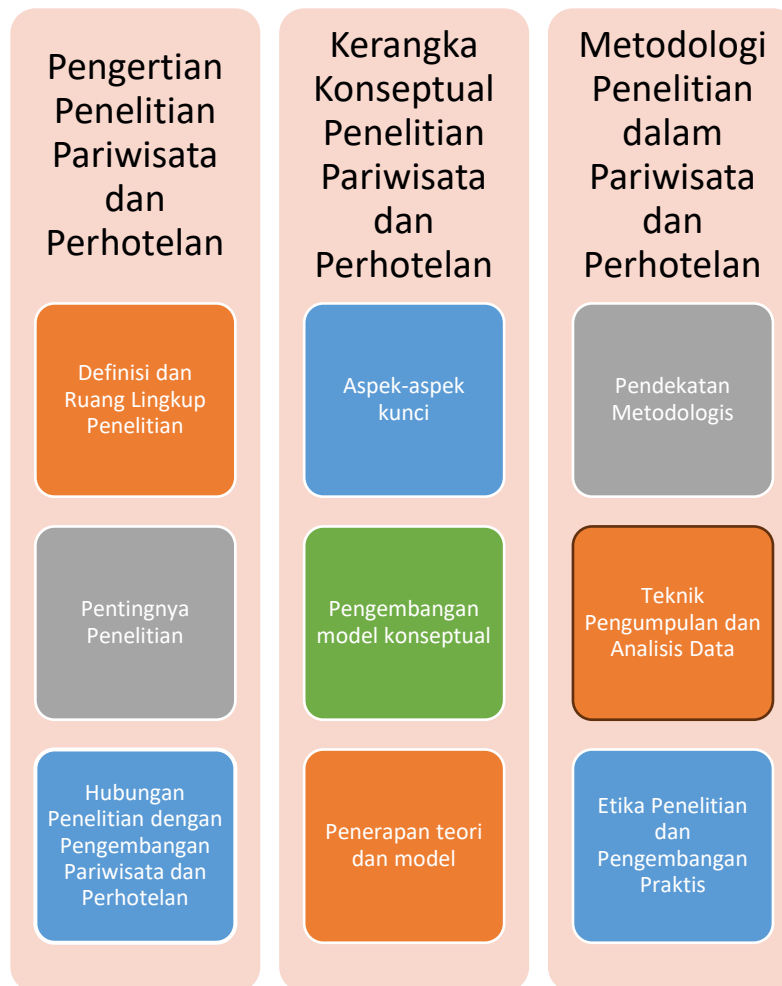 Pengertian
Penelitian
Pariwisata
dan
Perhotelan
Definisi dan
Ruang Lingkup
Penelitian
Pentingnya
Penelitian
Hubungan
Penelitian dengan
Pengembangan
Pariwisata dan
Perhotelan
Kerangka
Konseptual
Penelitian
Pariwisata
dan
Perhotelan
Aspek-aspek
kunci
Pengembangan
model konseptual
Penerapan teori
dan model
Metodologi
Penelitian
dalam
Pariwisata
dan
Perhotelan
Pendekatan
Metodologis
Teknik
Pengumpulan dan
Analisis Data
Etika Penelitian
dan
Pengembangan
Praktis